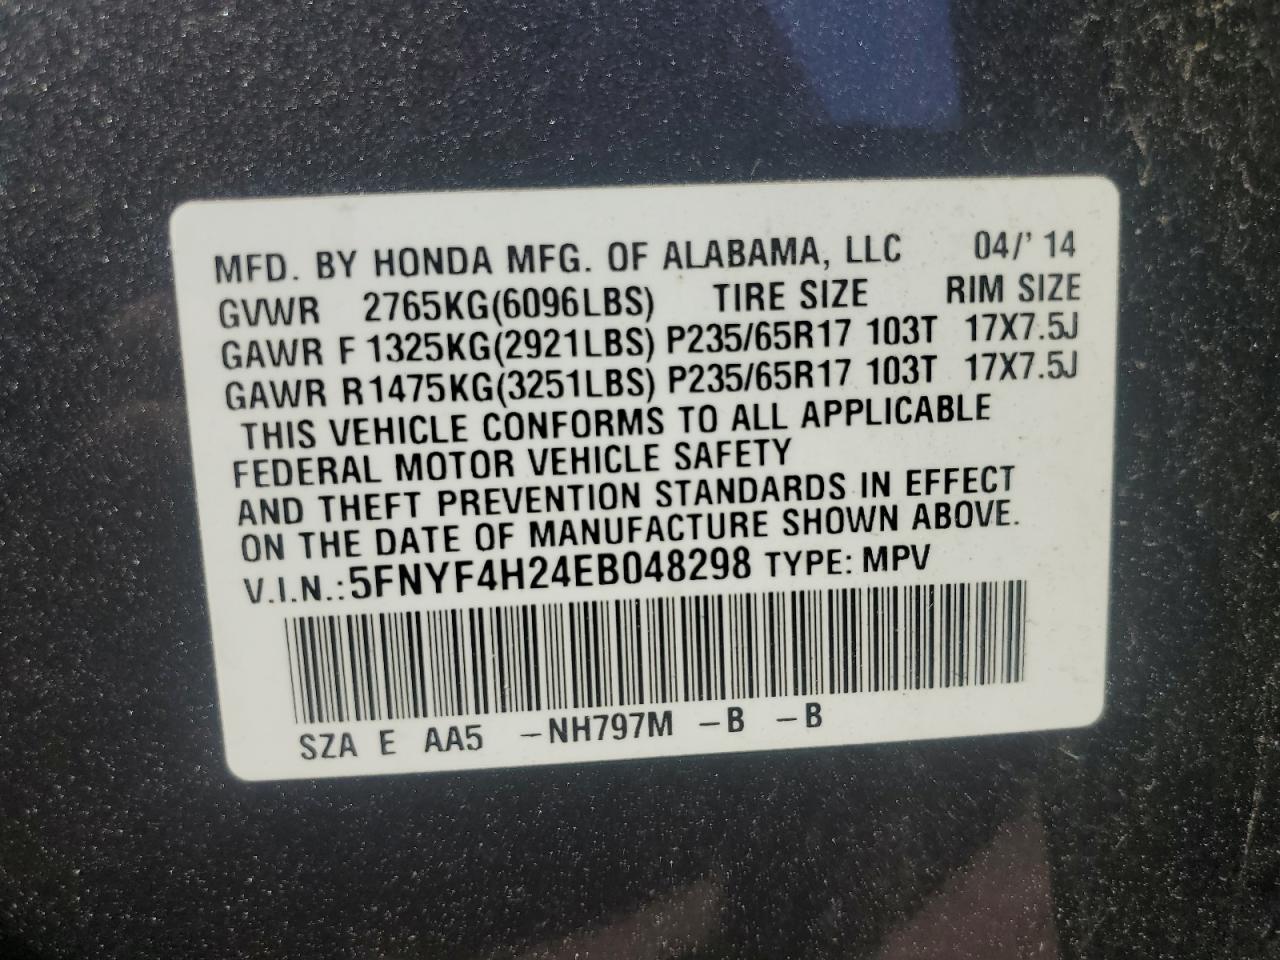 MFD. BY HONDA MFG. OF ALABAMA, LLC 04/' 14
GVWR 2765KG(6096LBS) TIRE SIZE RIM SIZE
GAWR F 1325KG(2921LBS) P235/65R17 103T 17X7.5J
GAWR R1475KG(3251LBS) P235/65R17 103T 17X7.5J
THIS VEHICLE CONFORMS TO ALL APPLICABLE
FEDERAL MOTOR VEHICLE SAFETY
AND THEFT PREVENTION STANDARDS IN EFFECT
ON THE DATE OF MANUFACTURE SHOWN ABOVE.
V.I.N.:5FNYF4H24EB048298 TYPE: MPV
SZA E AA5 –NH797M –B –B